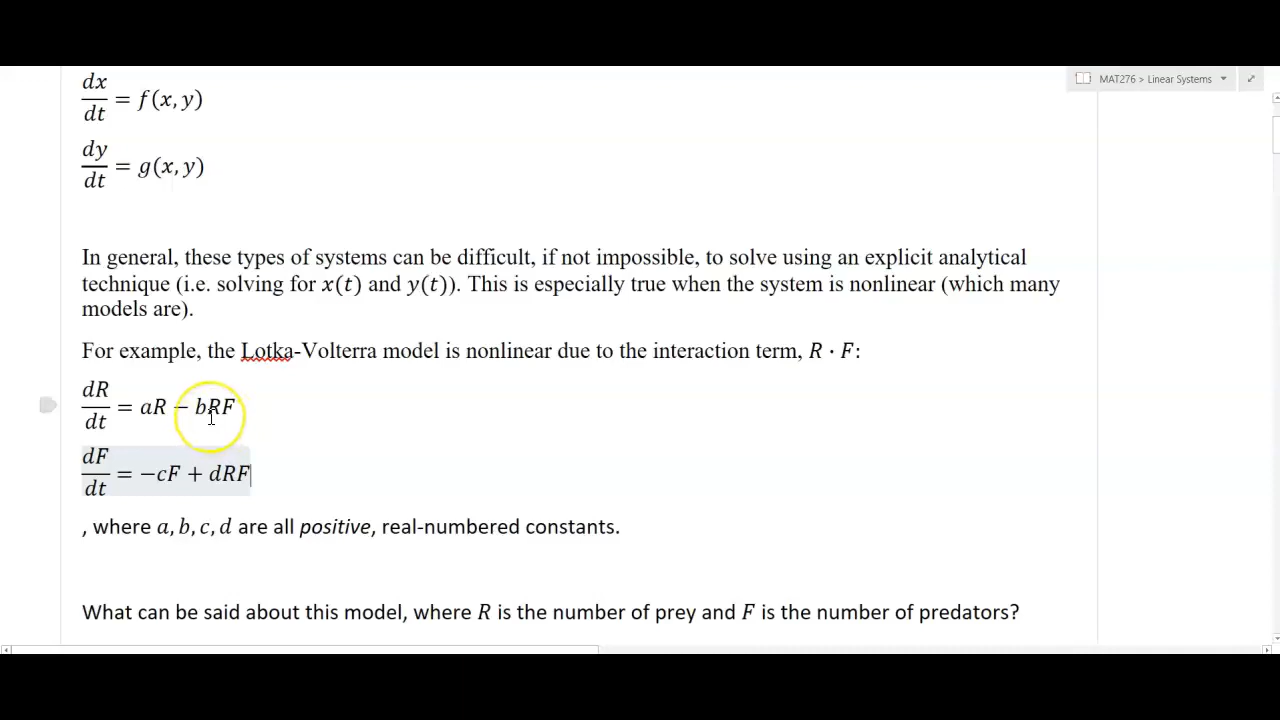 MAT276 > Linear Systems
dx/dt = f(x, y)
dy/dt = g(x, y)
In general, these types of systems can be difficult, if not impossible, to solve using an explicit analytical
technique (i.e. solving for x(t) and y(t)). This is especially true when the system is nonlinear (which many
models are).
For example, the Lotka-Volterra model is nonlinear due to the interaction term, R · F:
dR/dt = aR − bRF
dF/dt = −cF + dRF
, where a, b, c, d are all positive, real-numbered constants.
What can be said about this model, where R is the number of prey and F is the number of predators?